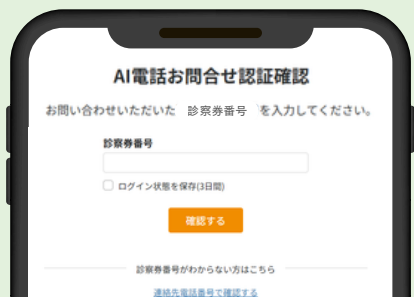 AI電話お問合せ認証確認
お問い合わせいただいた 診察券番号 を入力してください。
診察券番号
ログイン状態を保存(3日間)
確認する
診察券番号がわからない方はこちら
連絡先電話番号で確認する